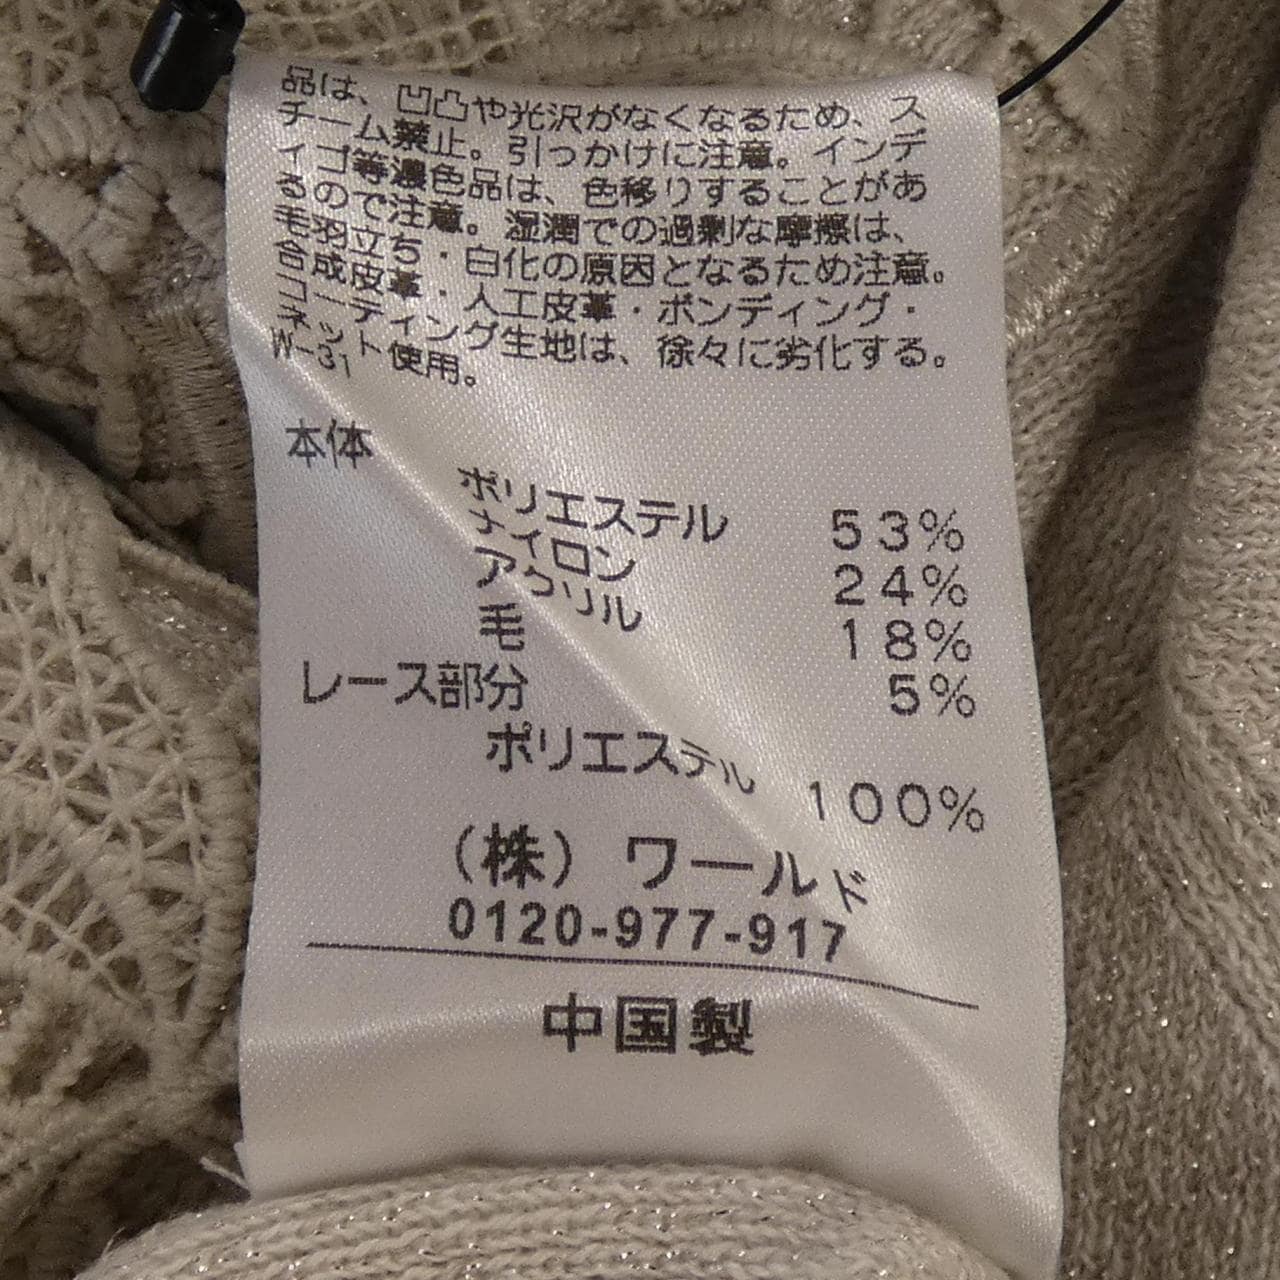 品は、凹凸や光沢がなくなるため、ス
チーム禁止。引っかけに注意。インデ
ィゴ等濃色品は、色移りすることがあ
るので注意。湿潤での過剰な摩擦は、
毛羽立ち・白化の原因となるため注意。
合成皮革・人工皮革・ボンディング・
コーティング生地は、徐々に劣化する。
ネット使用。
W-31
本体
ポリエステル 53%
ナイロン 24%
アクリル 18%
毛 5%
レース部分
ポリエステル 100%
(株) ワールド
0120-977-917
中国製